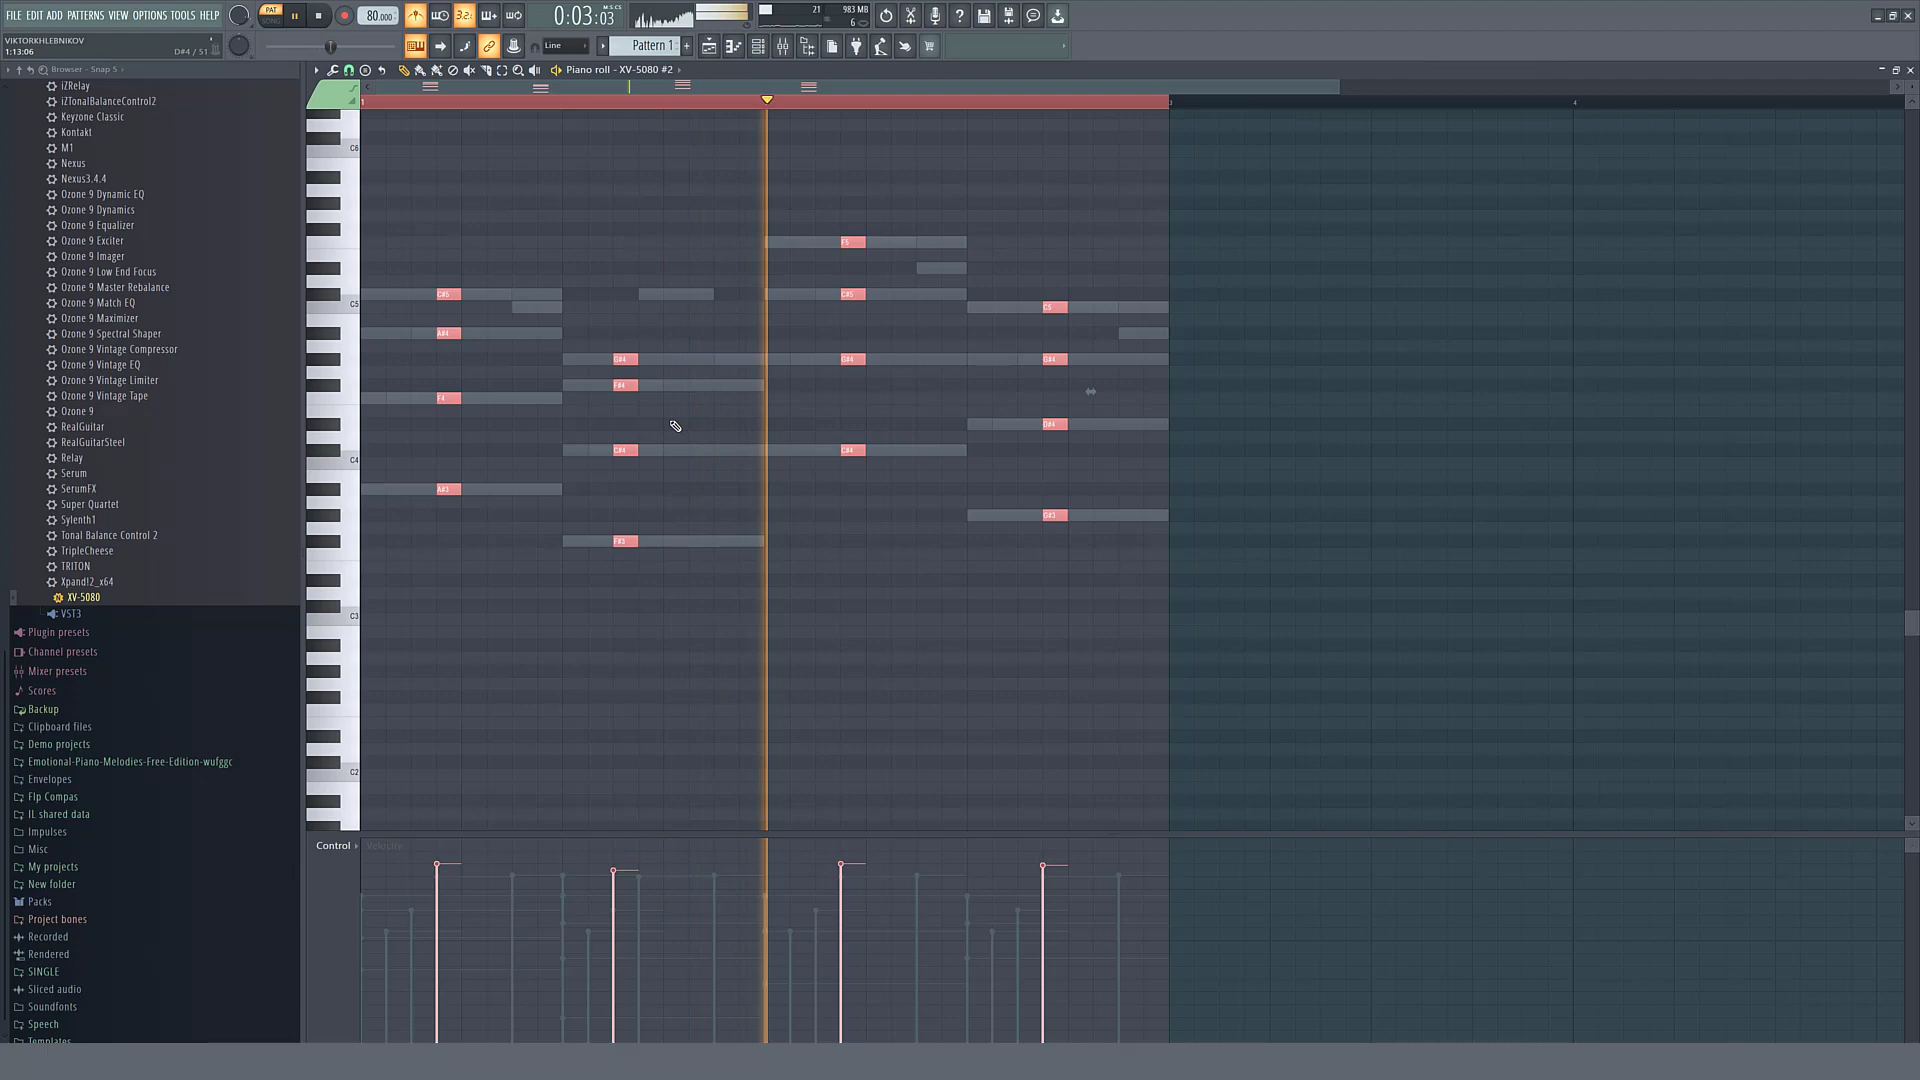 FILE EDIT ADD PATTERNS VIEW OPTIONS TOOLS HELP
PAT
SONG
80.000
3.2.
0:03:03
M:S:CS
21
983 MB
6
VIKTORKHLEBNIKOV
1:13:06
D#4 / 51
Line
Pattern 1
Browser - Snap 5
Piano roll - XV-5080 #2
iZRelay
iZTonalBalanceControl2
Keyzone Classic
Kontakt
M1
Nexus
Nexus3.4.4
Ozone 9 Dynamic EQ
Ozone 9 Dynamics
Ozone 9 Equalizer
Ozone 9 Exciter
Ozone 9 Imager
Ozone 9 Low End Focus
Ozone 9 Master Rebalance
Ozone 9 Match EQ
Ozone 9 Maximizer
Ozone 9 Spectral Shaper
Ozone 9 Vintage Compressor
Ozone 9 Vintage EQ
Ozone 9 Vintage Limiter
Ozone 9 Vintage Tape
Ozone 9
RealGuitar
RealGuitarSteel
Relay
Serum
SerumFX
Super Quartet
Sylenth1
Tonal Balance Control 2
TripleCheese
TRITON
Xpand!2_x64
XV-5080
VST3
Plugin presets
Channel presets
Mixer presets
Scores
Backup
Clipboard files
Demo projects
Emotional-Piano-Melodies-Free-Edition-wufggc
Envelopes
Flp Compas
IL shared data
Impulses
Misc
My projects
New folder
Packs
Project bones
Recorded
Rendered
SINGLE
Sliced audio
Soundfonts
Speech
Templates
1
3
4
C6
F5
C#5
C#5
C5
C5
A#4
G#4
G#4
G#4
F#4
F4
D#4
C#4
C#4
C4
A#3
G#3
F#3
C3
C2
Control
Velocity